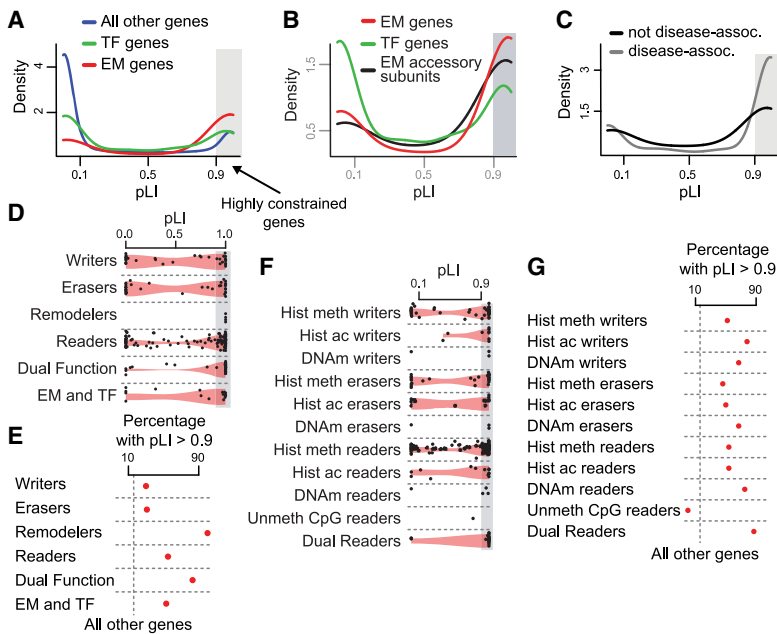 A
All other genes
TF genes
EM genes
Density
4
2
0.1
0.5
0.9
pLI
Highly constrained
genes
B
EM genes
TF genes
EM accessory
subunits
Density
1.5
0.5
0.1
0.5
0.9
pLI
C
not disease-assoc.
disease-assoc.
Density
3
1.5
0.1
0.5
0.9
pLI
D
pLI
0.0
0.5
1.0
Writers
Erasers
Remodelers
Readers
Dual Function
EM and TF
E
Percentage
with pLI > 0.9
10
90
Writers
Erasers
Remodelers
Readers
Dual Function
EM and TF
All other genes
F
pLI
0.1
0.9
Hist meth writers
Hist ac writers
DNAm writers
Hist meth erasers
Hist ac erasers
DNAm erasers
Hist meth readers
Hist ac readers
DNAm readers
Unmeth CpG readers
Dual Readers
G
Percentage
with pLI > 0.9
10
90
Hist meth writers
Hist ac writers
DNAm writers
Hist meth erasers
Hist ac erasers
DNAm erasers
Hist meth readers
Hist ac readers
DNAm readers
Unmeth CpG readers
Dual Readers
All other genes